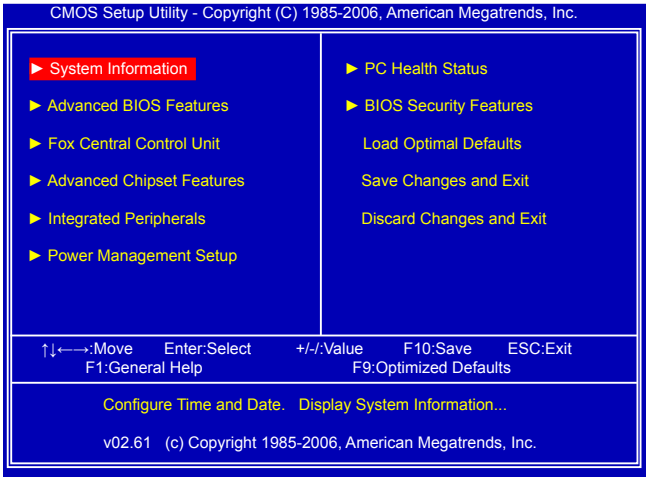 CMOS Setup Utility - Copyright (C) 1985-2006, American Megatrends, Inc.
► System Information
► Advanced BIOS Features
► Fox Central Control Unit
► Advanced Chipset Features
► Integrated Peripherals
► Power Management Setup
► PC Health Status
► BIOS Security Features
Load Optimal Defaults
Save Changes and Exit
Discard Changes and Exit
↑↓←→:Move Enter:Select +/-/:Value F10:Save ESC:Exit
F1:General Help F9:Optimized Defaults
Configure Time and Date. Display System Information...
v02.61 (c) Copyright 1985-2006, American Megatrends, Inc.